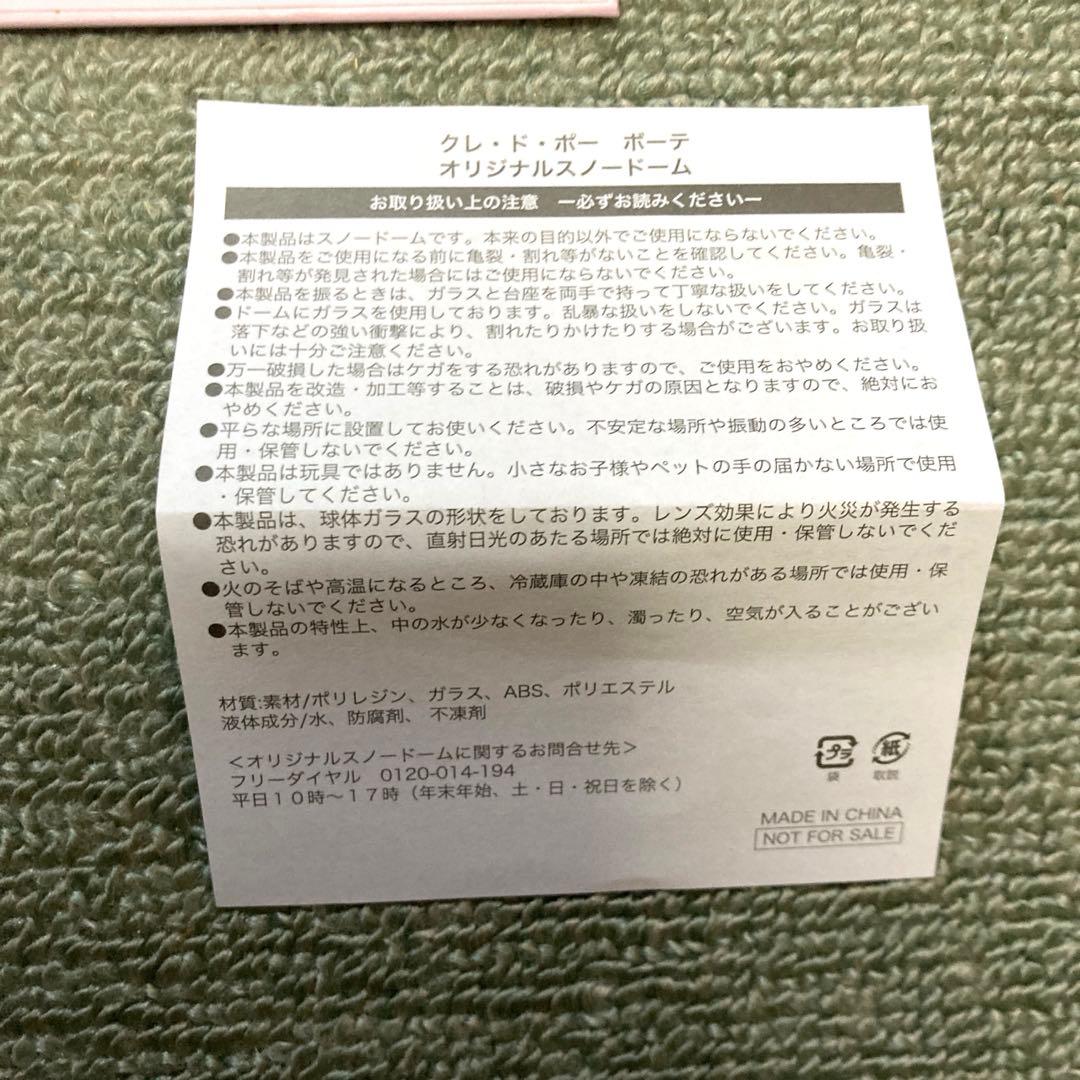 クレ・ド・ポー　ボーテ
オリジナルスノードーム
お取り扱い上の注意　ー必ずお読みくださいー
●本製品はスノードームです。本来の目的以外でご使用にならないでください。
●本製品をご使用になる前に亀裂・割れ等がないことを確認してください。亀裂・
割れ等が発見された場合にはご使用にならないでください。
●本製品を振るときは、ガラスと台座を両手で持って丁寧な扱いをしてください。
●ドームにガラスを使用しております。乱暴な扱いをしないでください。ガラスは
落下などの強い衝撃により、割れたりかけたりする場合がございます。お取り扱
いには十分ご注意ください。
●万一破損した場合はケガをする恐れがありますので、ご使用をおやめください。
●本製品を改造・加工等することは、破損やケガの原因となりますので、絶対にお
やめください。
●平らな場所に設置してお使いください。不安定な場所や振動の多いところでは使
用・保管しないでください。
●本製品は玩具ではありません。小さなお子様やペットの手の届かない場所で使用
・保管してください。
●本製品は、球体ガラスの形状をしております。レンズ効果により火災が発生する
恐れがありますので、直射日光のあたる場所では絶対に使用・保管しないでくだ
さい。
●火のそばや高温になるところ、冷蔵庫の中や凍結の恐れがある場所では使用・保
管しないでください。
●本製品の特性上、中の水が少なくなったり、濁ったり、空気が入ることがござい
ます。
材質:素材/ポリレジン、ガラス、ABS、ポリエステル
液体成分/水、防腐剤、不凍剤
＜オリジナルスノードームに関するお問合せ先＞
フリーダイヤル　0120-014-194
平日１０時～１７時（年末年始、土・日・祝日を除く）
プラ 紙
袋 取説
MADE IN CHINA
NOT FOR SALE